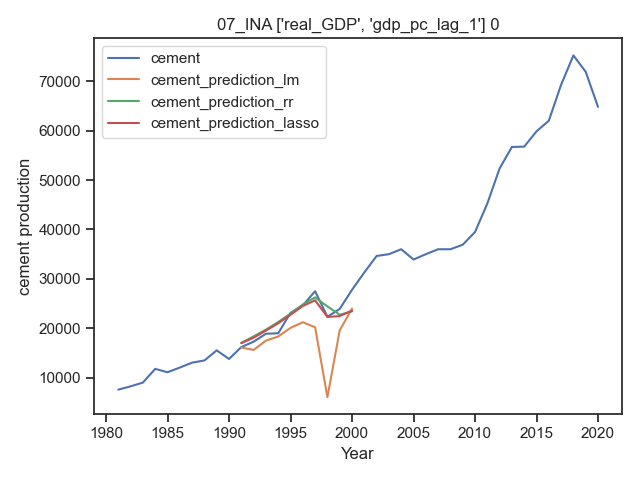 07_INA ['real_GDP', 'gdp_pc_lag_1'] 0
cement
cement_prediction_lm
cement_prediction_rr
cement_prediction_lasso
cement production
70000
60000
50000
40000
30000
20000
10000
1980 1985 1990 1995 2000 2005 2010 2015 2020
Year